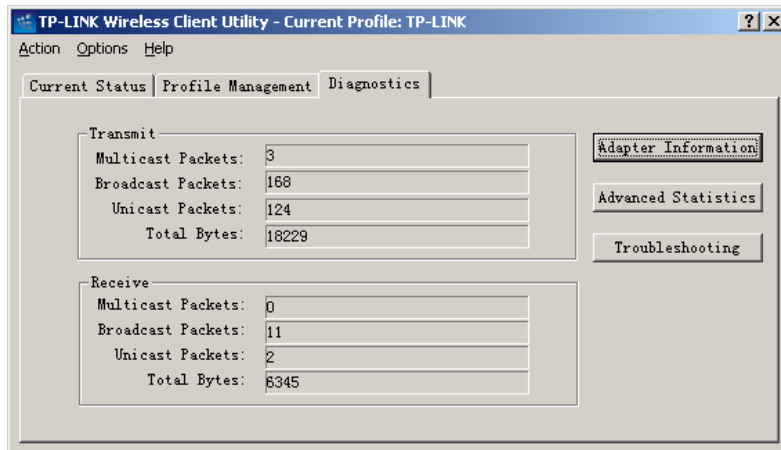 TP-LINK Wireless Client Utility - Current Profile: TP-LINK
Action Options Help
Current Status Profile Management Diagnostics
Transmit
Multicast Packets: 3
Broadcast Packets: 168
Unicast Packets: 124
Total Bytes: 18229
Adapter Information
Advanced Statistics
Troubleshooting
Receive
Multicast Packets: 0
Broadcast Packets: 11
Unicast Packets: 2
Total Bytes: 6345